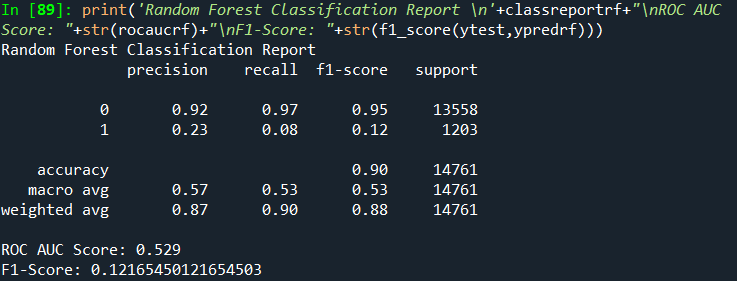 In [89]: print('Random Forest Classification Report \n'+classreportrf+"\nROC AUC
Score: "+str(rocaucrf)+"\nF1-Score: "+str(f1_score(ytest,ypredrf)))
Random Forest Classification Report
precision recall f1-score support
0 0.92 0.97 0.95 13558
1 0.23 0.08 0.12 1203
accuracy 0.90 14761
macro avg 0.57 0.53 0.53 14761
weighted avg 0.87 0.90 0.88 14761
ROC AUC Score: 0.529
F1-Score: 0.12165450121654503